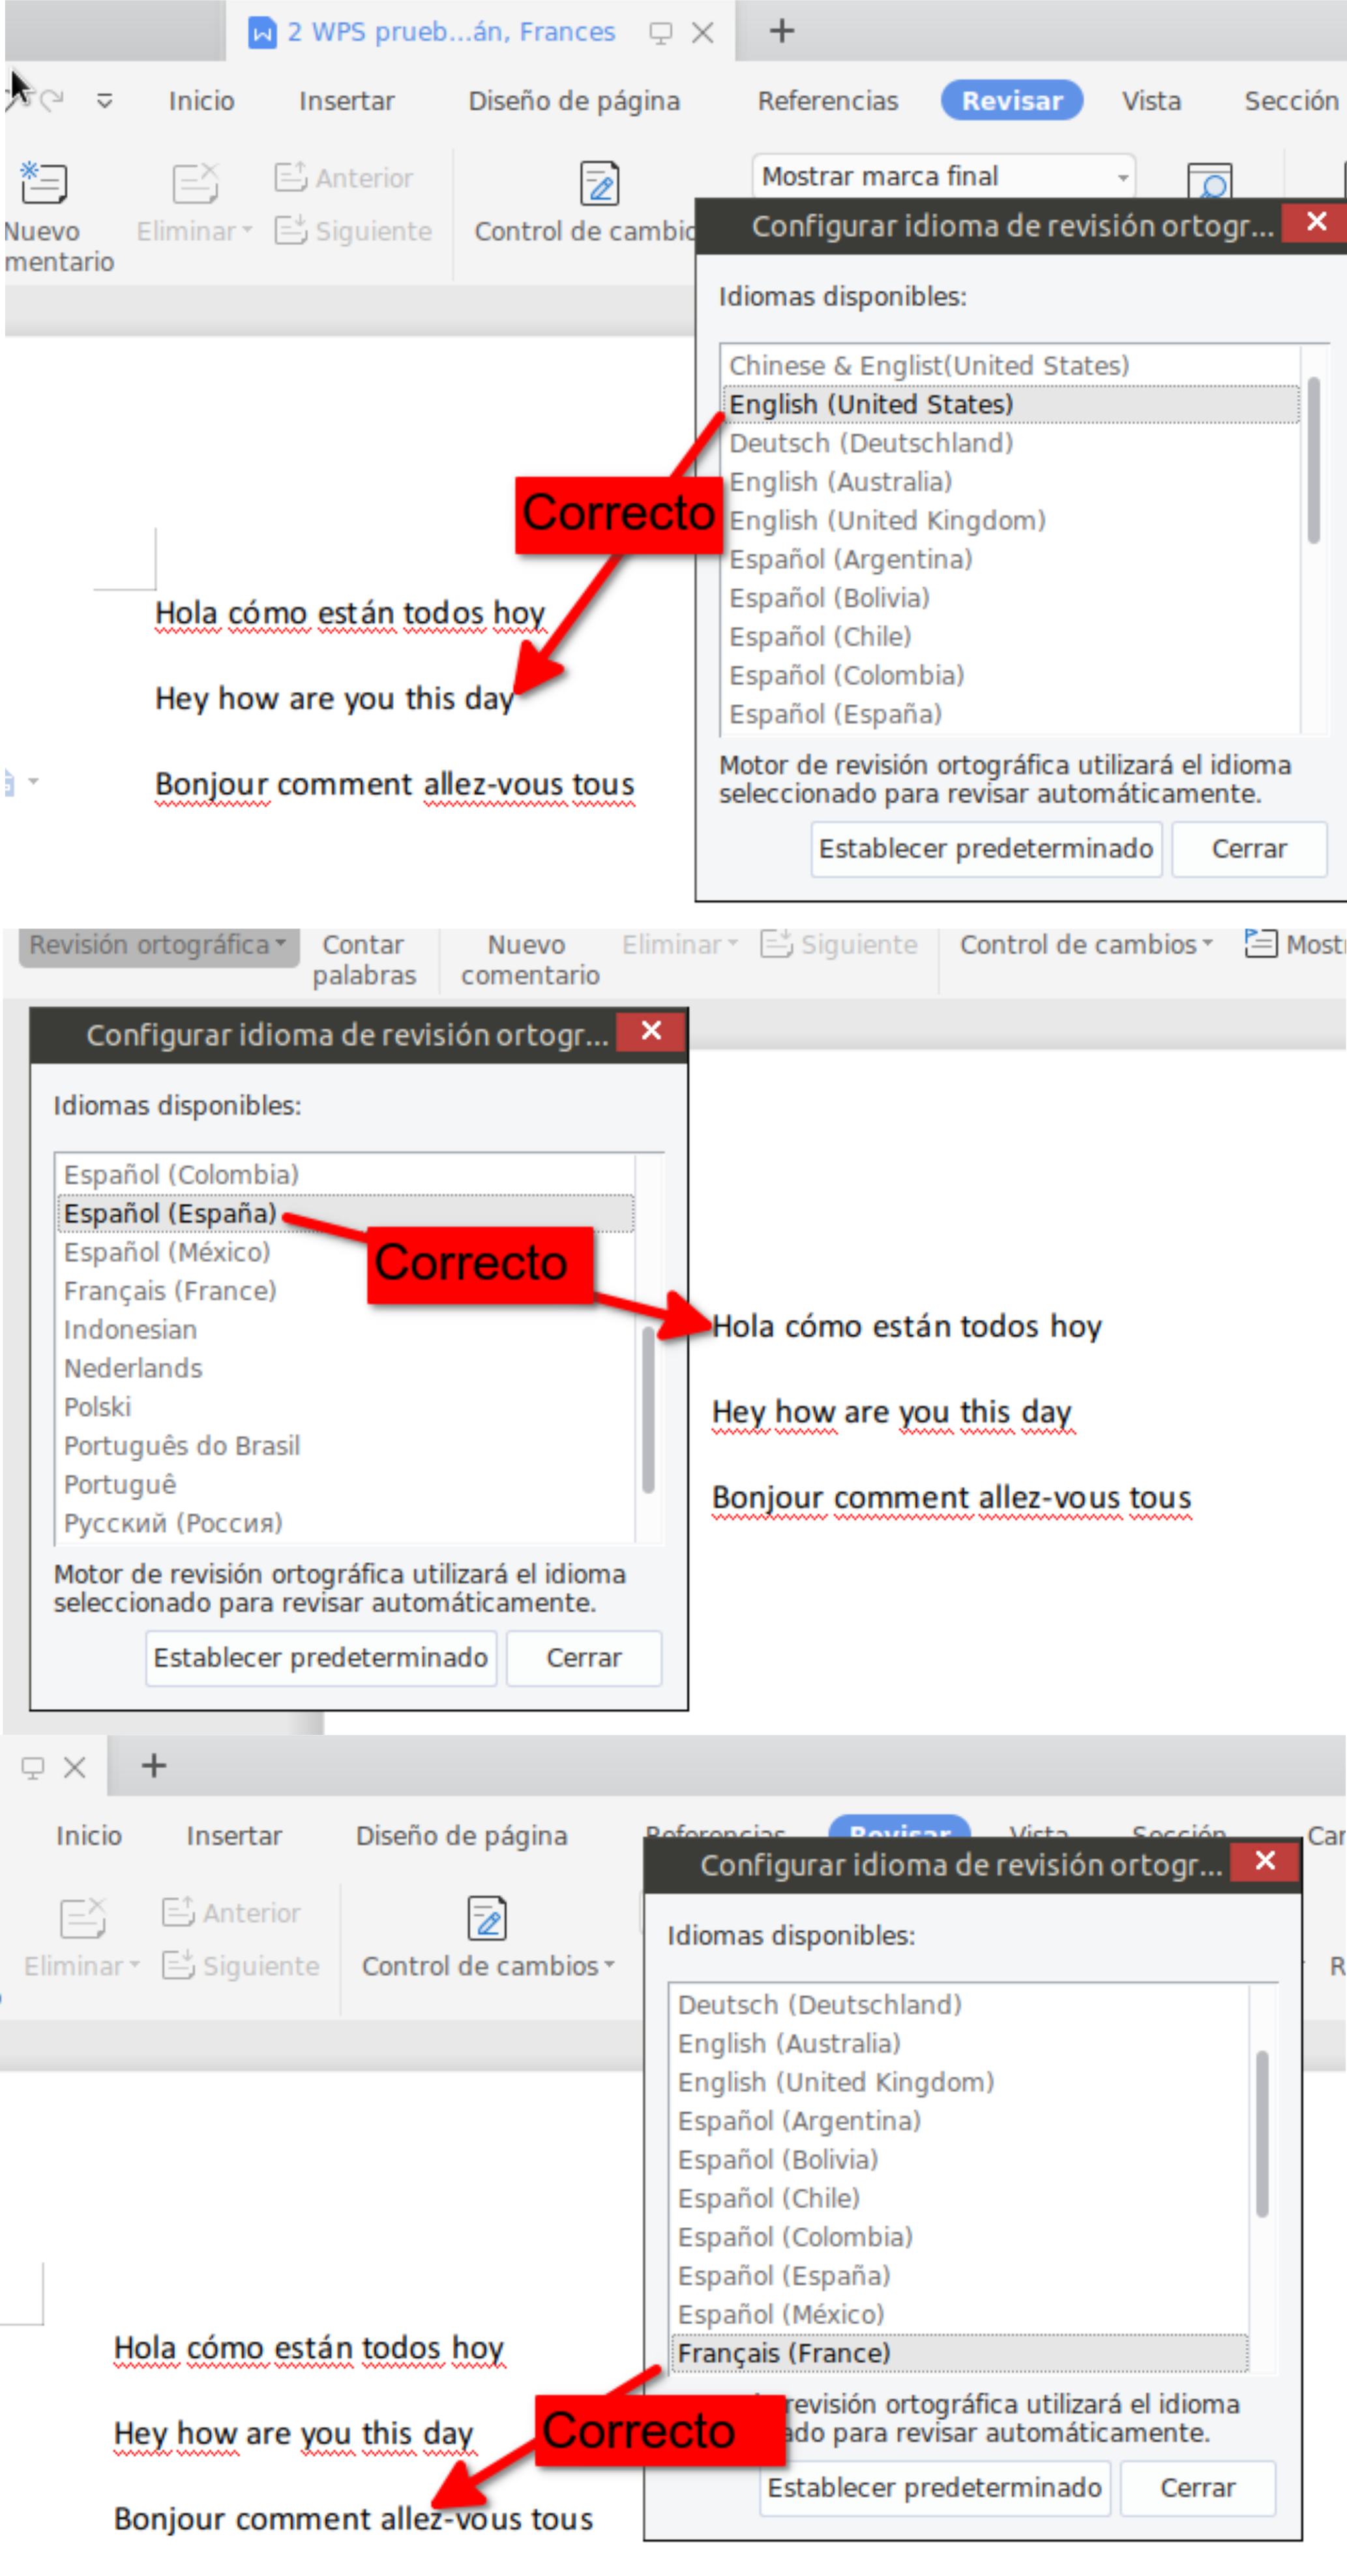 2 WPS prueb...án, Frances
Inicio Insertar Diseño de página Referencias Revisar Vista Sección
Anterior Mostrar marca final
Nuevo Eliminar Siguiente Control de cambio
mentario
Configurar idioma de revisión ortogr...
Idiomas disponibles:
Chinese & Englist(United States)
English (United States)
Deutsch (Deutschland)
English (Australia)
English (United Kingdom)
Español (Argentina)
Español (Bolivia)
Español (Chile)
Español (Colombia)
Español (España)
Motor de revisión ortográfica utilizará el idioma
seleccionado para revisar automáticamente.
Establecer predeterminado Cerrar
Correcto
Hola cómo están todos hoy
Hey how are you this day
Bonjour comment allez-vous tous
Revisión ortográfica Contar Nuevo Eliminar Siguiente Control de cambios Most
palabras comentario
Configurar idioma de revisión ortogr...
Idiomas disponibles:
Español (Colombia)
Español (España)
Español (México)
Français (France)
Indonesian
Nederlands
Polski
Português do Brasil
Portuguê
Русский (Россия)
Motor de revisión ortográfica utilizará el idioma
seleccionado para revisar automáticamente.
Establecer predeterminado Cerrar
Correcto
Hola cómo están todos hoy
Hey how are you this day
Bonjour comment allez-vous tous
Inicio Insertar Diseño de página Referencias Revisar Vista Sección Car
Anterior
Eliminar Siguiente Control de cambios R
Configurar idioma de revisión ortogr...
Idiomas disponibles:
Deutsch (Deutschland)
English (Australia)
English (United Kingdom)
Español (Argentina)
Español (Bolivia)
Español (Chile)
Español (Colombia)
Español (España)
Español (México)
Français (France)
revisión ortográfica utilizará el idioma
ado para revisar automáticamente.
Establecer predeterminado Cerrar
Correcto
Hola cómo están todos hoy
Hey how are you this day
Bonjour comment allez-vous tous